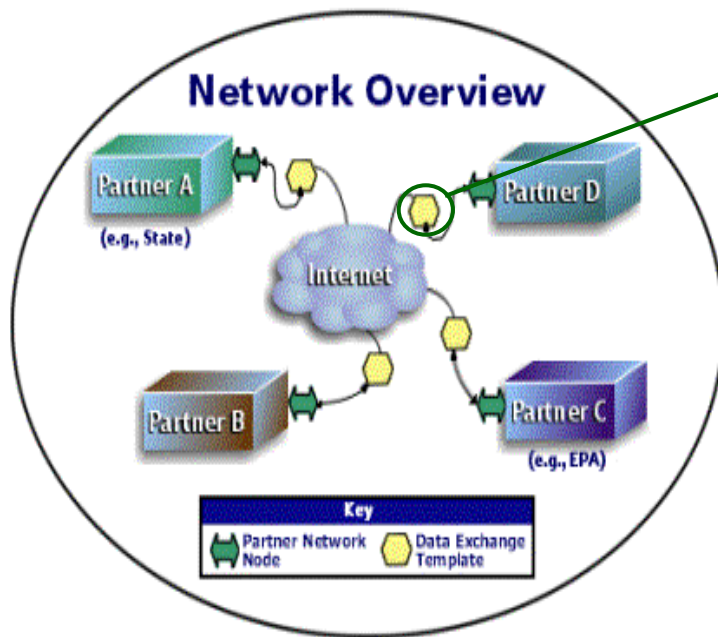 Network Overview
Partner A
(e.g., State)
Partner D
Internet
Partner B
Partner C
(e.g., EPA)
Key
Partner Network
Node
Data Exchange
Template